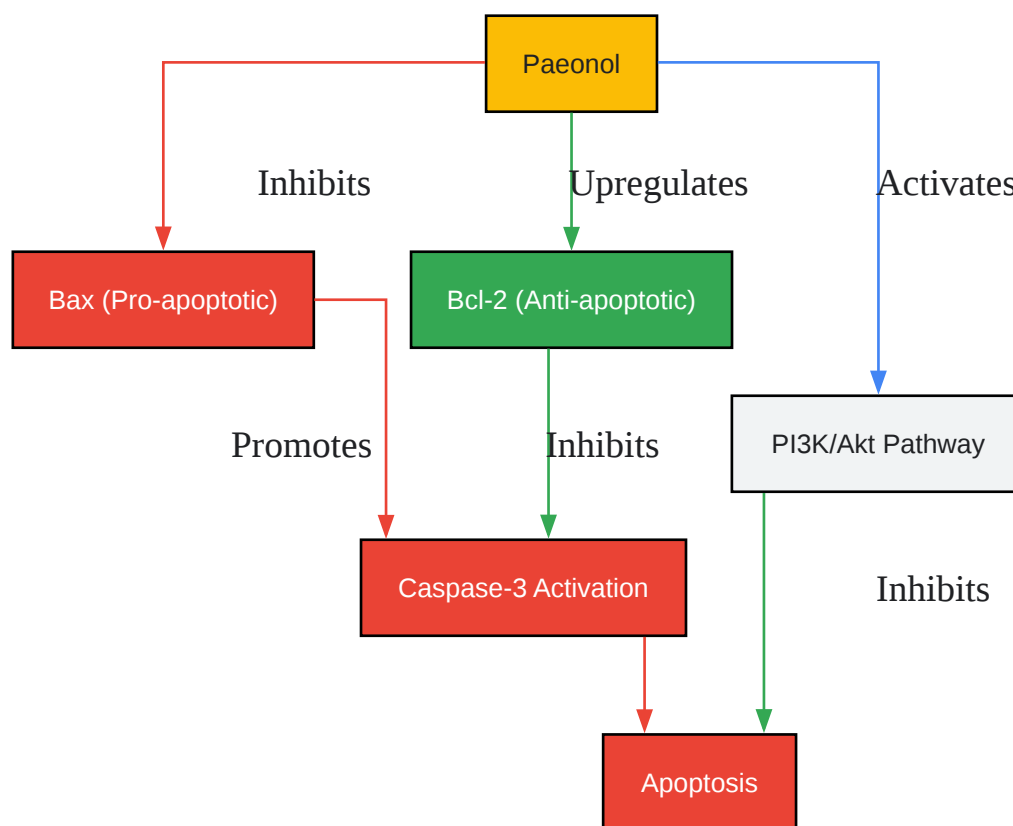 Paeonol
Inhibits
Upregulates
Activates
Bax (Pro-apoptotic)
Bcl-2 (Anti-apoptotic)
Promotes
Inhibits
PI3K/Akt Pathway
Caspase-3 Activation
Inhibits
Apoptosis